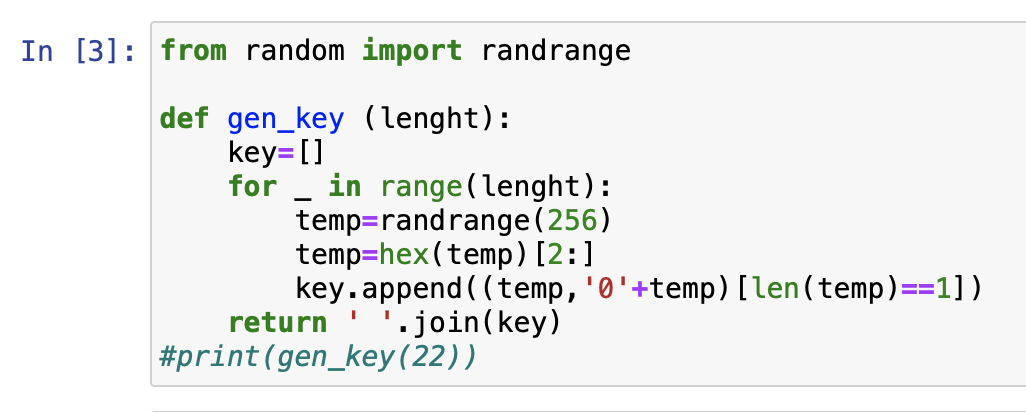 In [3]: from random import randrange
def gen_key (lenght):
    key=[]
    for _ in range(lenght):
        temp=randrange(256)
        temp=hex(temp)[2:]
        key.append((temp,'0'+temp)[len(temp)==1])
    return ' '.join(key)
#print(gen_key(22))